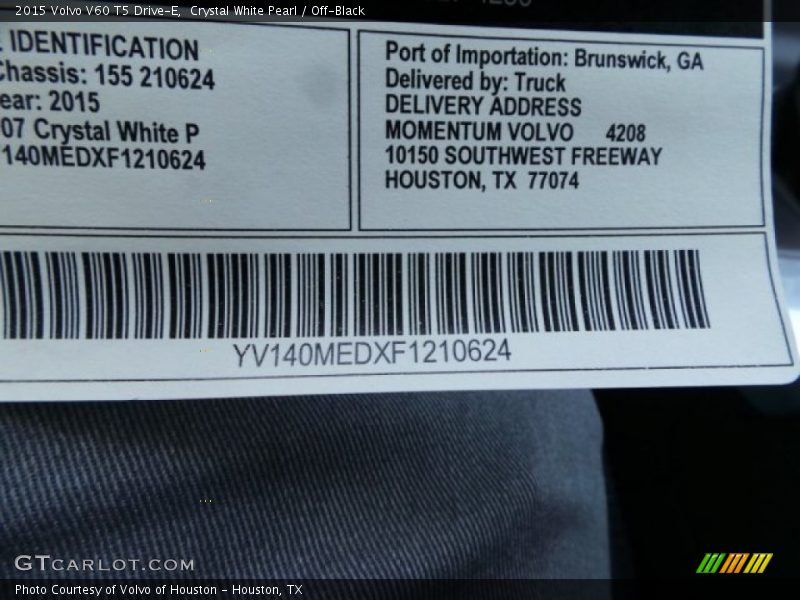 2015 Volvo V60 T5 Drive-E, Crystal White Pearl / Off-Black
IDENTIFICATION
Chassis: 155 210624
ear: 2015
07 Crystal White P
140MEDXF1210624
Port of Importation: Brunswick, GA
Delivered by: Truck
DELIVERY ADDRESS
MOMENTUM VOLVO 4208
10150 SOUTHWEST FREEWAY
HOUSTON, TX 77074
YV140MEDXF1210624
GTCARLOT.COM
Photo Courtesy of Volvo of Houston - Houston, TX